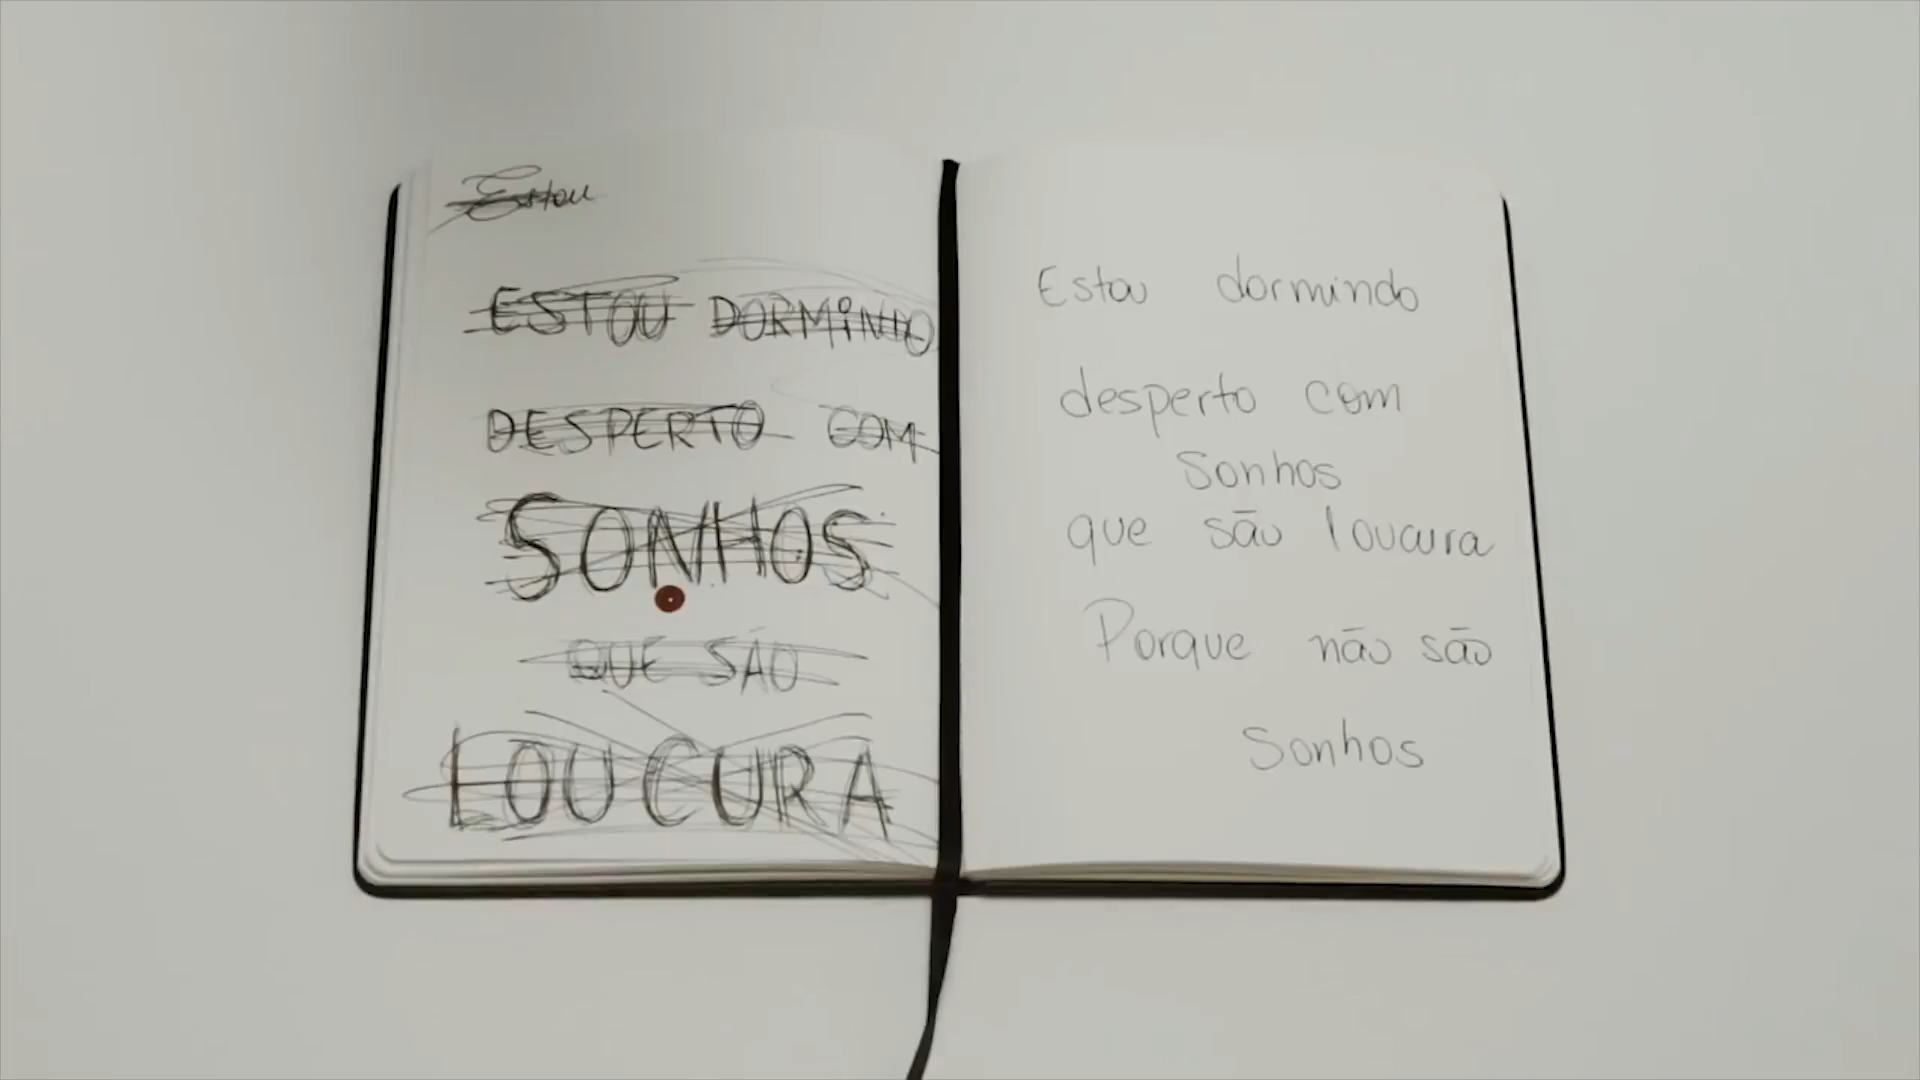 Estou
ESTOU DORMINDO
DESPERTO COM
SONHOS
QUE SÃO
LOUCURA
Estou dormindo
desperto com
Sonhos
que são loucura
Porque não são
Sonhos